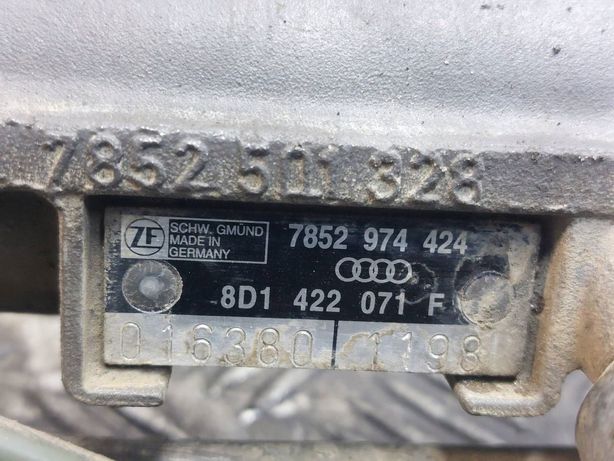 7852 501 328
ZF SCHW. GMÜND
MADE IN
GERMANY
7852 974 424
8D1 422 071 F
016380 1198